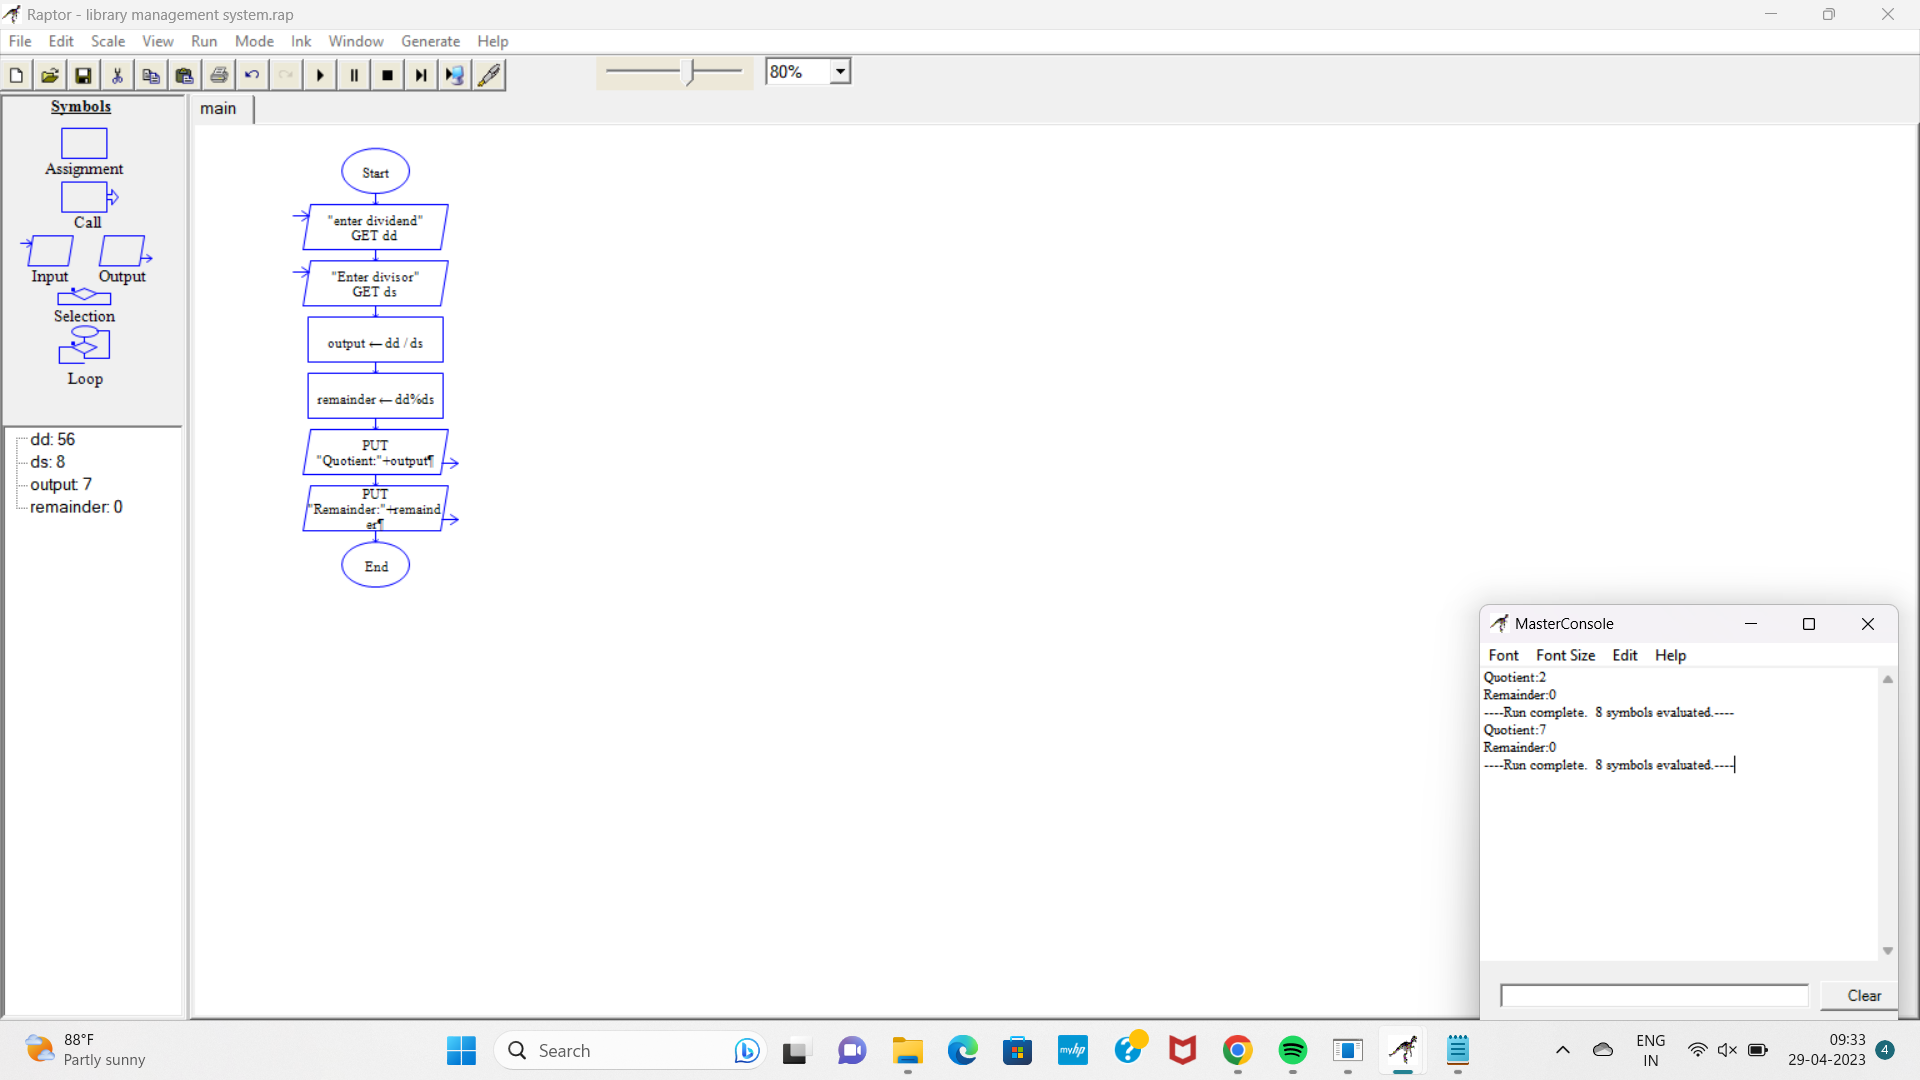 Raptor - library management system.rap
File Edit Scale View Run Mode Ink Window Generate Help
80%
Symbols
Assignment
Call
Input Output
Selection
Loop
dd: 56
ds: 8
output: 7
remainder: 0
main
Start
"enter dividend"
GET dd
"Enter divisor"
GET ds
output ← dd / ds
remainder ← dd%ds
PUT
"Quotient:"+output¶
PUT
"Remainder:"+remaind
er¶
End
MasterConsole
Font Font Size Edit Help
Quotient:2
Remainder:0
----Run complete.  8 symbols evaluated.----
Quotient:7
Remainder:0
----Run complete.  8 symbols evaluated.----
Clear
88°F
Partly sunny
Search
myhp
ENG
IN
09:33
29-04-2023
4